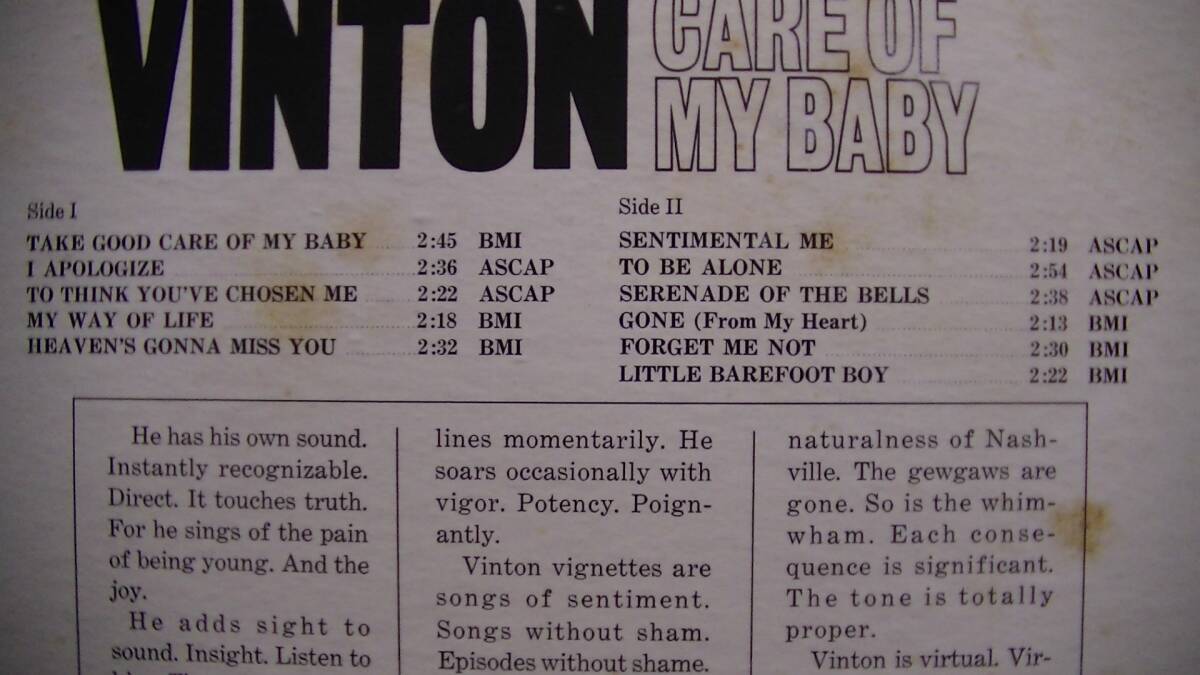 VINTON
CARE OF
MY BABY
Side I
TAKE GOOD CARE OF MY BABY 2:45 BMI
I APOLOGIZE 2:36 ASCAP
TO THINK YOU'VE CHOSEN ME 2:22 ASCAP
MY WAY OF LIFE 2:18 BMI
HEAVEN'S GONNA MISS YOU 2:32 BMI
Side II
SENTIMENTAL ME 2:19 ASCAP
TO BE ALONE 2:54 ASCAP
SERENADE OF THE BELLS 2:38 ASCAP
GONE (From My Heart) 2:13 BMI
FORGET ME NOT 2:30 BMI
LITTLE BAREFOOT BOY 2:22 BMI
He has his own sound.
Instantly recognizable.
Direct. It touches truth.
For he sings of the pain
of being young. And the
joy.
He adds sight to
sound. Insight. Listen to
lines momentarily. He
soars occasionally with
vigor. Potency. Poign-
antly.
Vinton vignettes are
songs of sentiment.
Songs without sham.
Episodes without shame.
naturalness of Nash-
ville. The gewgaws are
gone. So is the whim-
wham. Each conse-
quence is significant.
The tone is totally
proper.
Vinton is virtual. Vir-